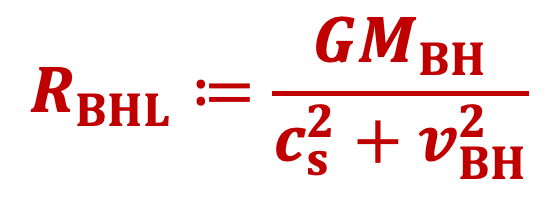 R_BHL := GM_BH / (c_s^2 + v_BH^2)